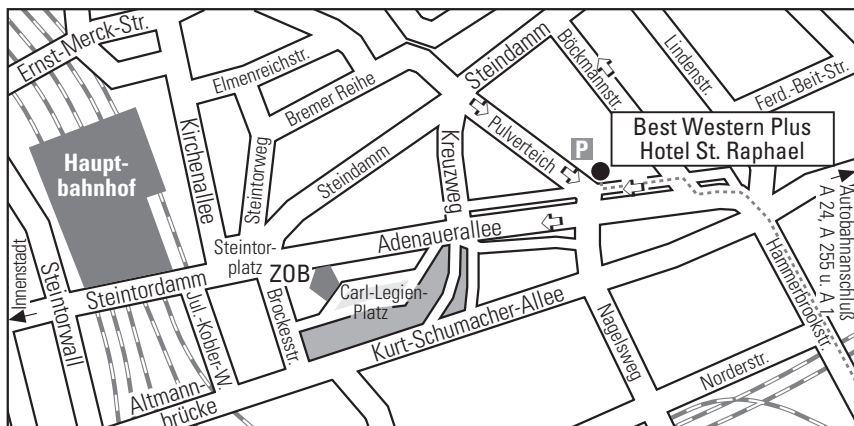 Ernst-Merck-Str.
Elmenreichstr.
Bremer Reihe
Steindamm
Böckmannstr.
Lindenstr.
Ferd.-Beit-Str.
Kirchenallee
Steintorweg
Steindamm
Kreuzweg
Pulverteich
P
Best Western Plus
Hotel St. Raphael
Haupt-
bahnhof
Innenstadt
Steintorwall
Steintordamm
Steintor-
platz
ZOB
Adenauerallee
Carl-Legien-
Platz
Jul.-Kobler-W.
Brockesstr.
Kurt-Schumacher-Allee
Altmann-
brücke
Nagelsweg
Norderstr.
Hammerbrookstr.
Autobahnanschluß
A 24, A 255 u. A 1